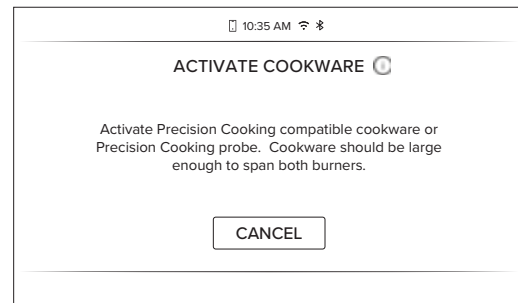 10:35 AM
ACTIVATE COOKWARE
Activate Precision Cooking compatible cookware or
Precision Cooking probe. Cookware should be large
enough to span both burners.
CANCEL